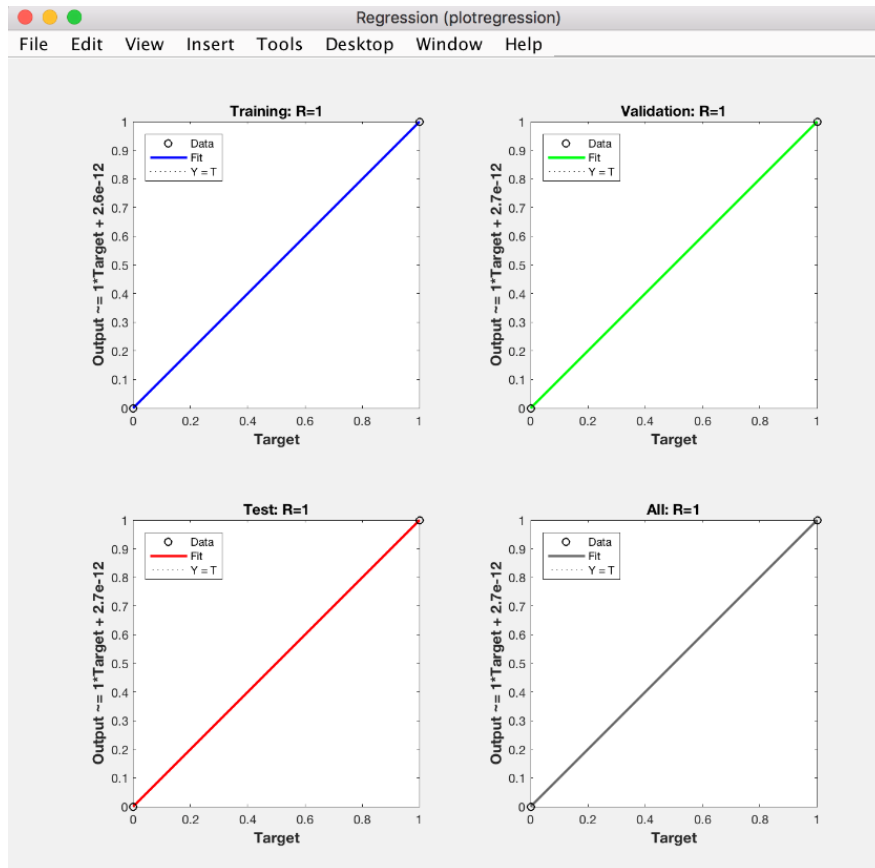 Regression (plotregression)
File Edit View Insert Tools Desktop Window Help
Training: R=1
Data
Fit
Y = T
Output ~= 1*Target + 2.6e-12
1
0.9
0.8
0.7
0.6
0.5
0.4
0.3
0.2
0.1
0
0 0.2 0.4 0.6 0.8 1
Target
Validation: R=1
Data
Fit
Y = T
Output ~= 1*Target + 2.7e-12
1
0.9
0.8
0.7
0.6
0.5
0.4
0.3
0.2
0.1
0
0 0.2 0.4 0.6 0.8 1
Target
Test: R=1
Data
Fit
Y = T
Output ~= 1*Target + 2.7e-12
1
0.9
0.8
0.7
0.6
0.5
0.4
0.3
0.2
0.1
0
0 0.2 0.4 0.6 0.8 1
Target
All: R=1
Data
Fit
Y = T
Output ~= 1*Target + 2.7e-12
1
0.9
0.8
0.7
0.6
0.5
0.4
0.3
0.2
0.1
0
0 0.2 0.4 0.6 0.8 1
Target